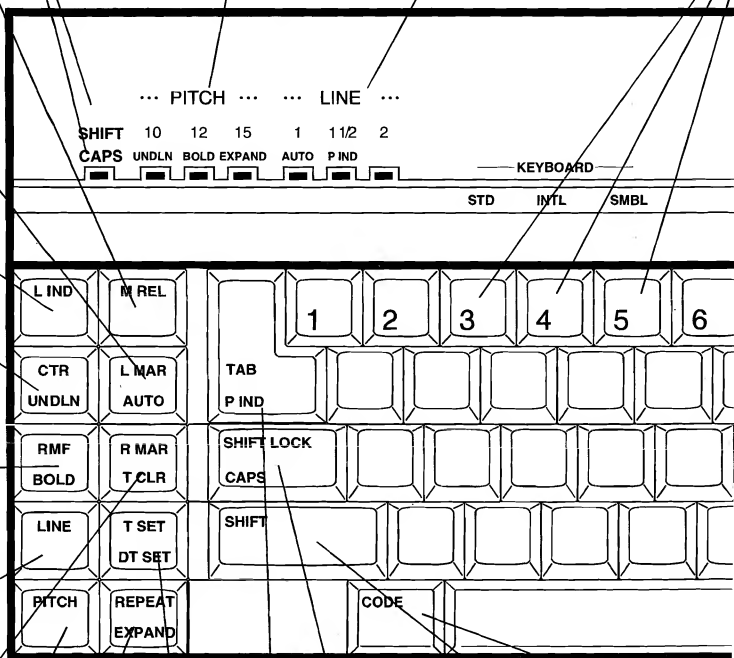 ··· PITCH ··· ··· LINE ···
SHIFT 10 12 15 1 1 1/2 2
CAPS UNDLN BOLD EXPAND AUTO P IND
KEYBOARD
STD INTL SMBL
L IND M REL
1 2 3 4 5 6
CTR L MAR TAB
UNDLN AUTO P IND
RMF R MAR SHIFT LOCK
BOLD T CLR CAPS
LINE T SET SHIFT
DT SET
PITCH REPEAT CODE
EXPAND